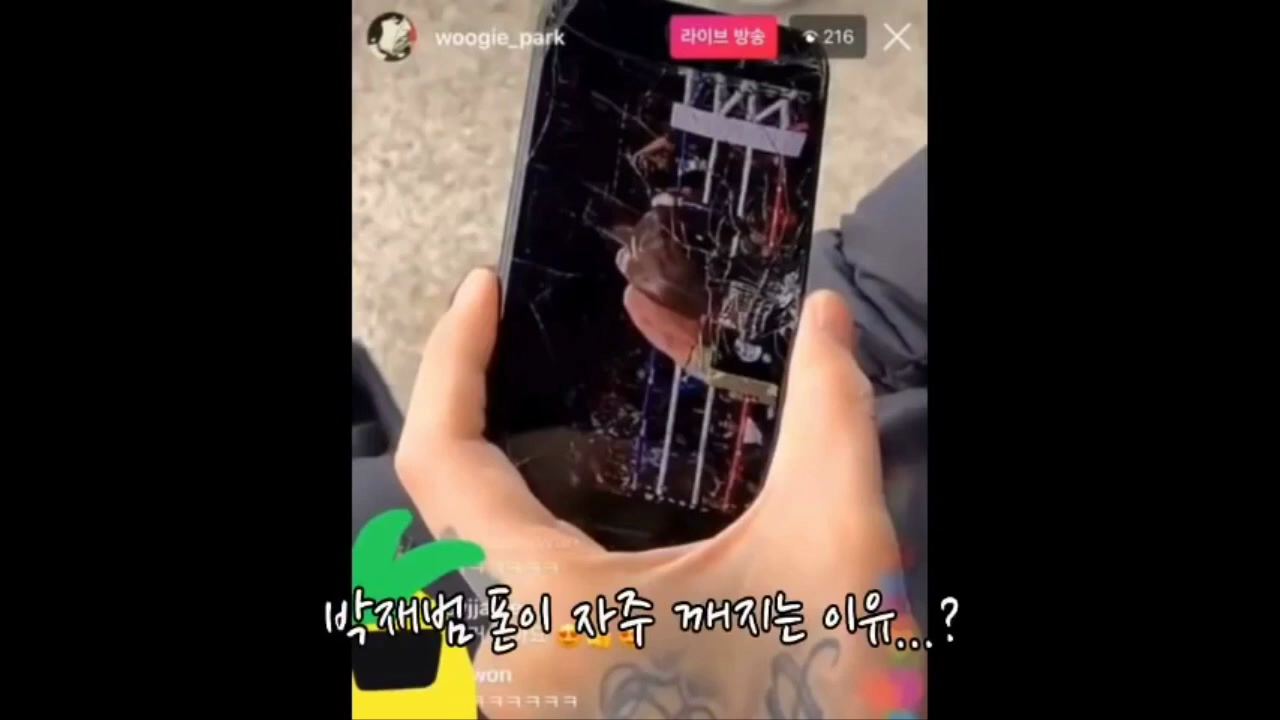 woogie_park
라이브 방송
216
ㅋㅋㅋㅋ
박재범 폰이 자주 깨지는 이유...?
won
ㅋㅋㅋㅋㅋㅋ